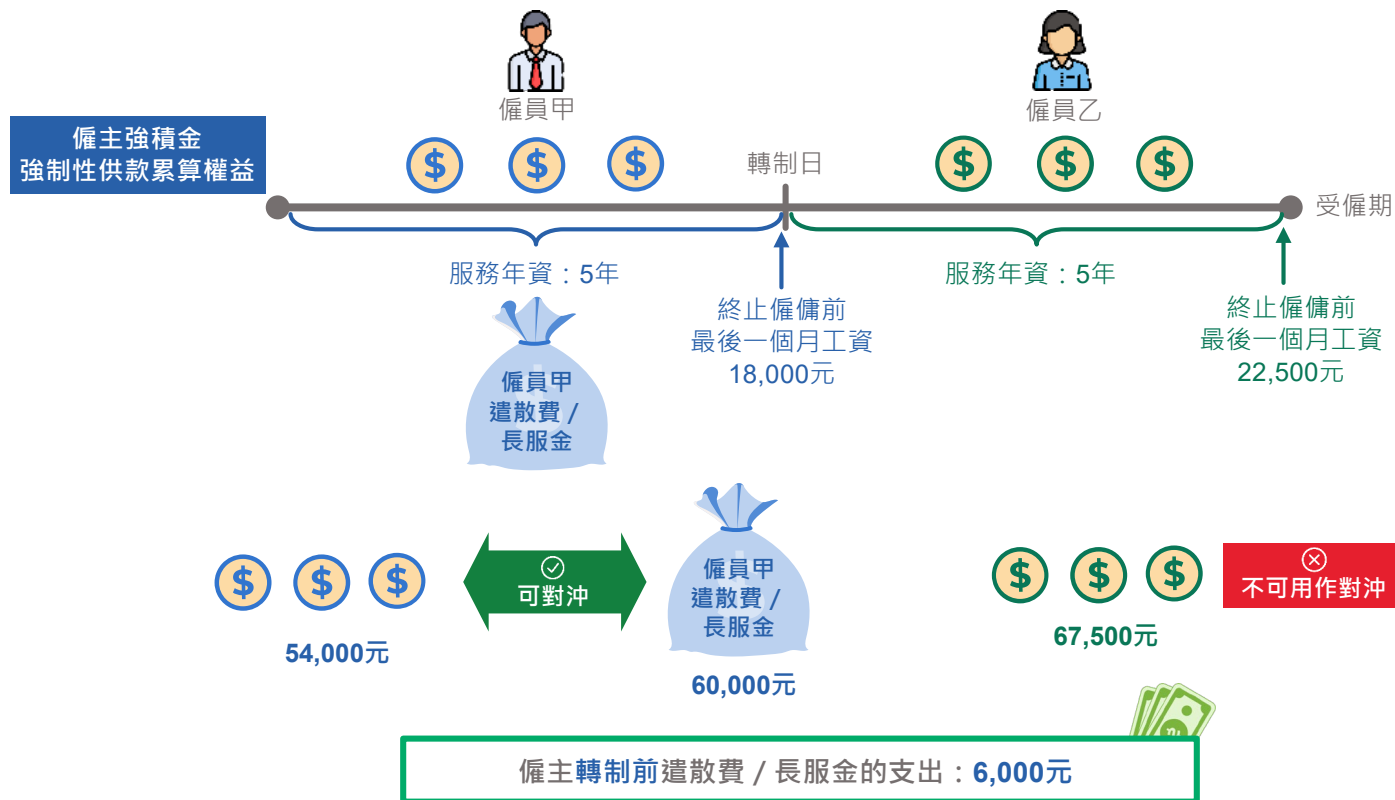 僱員甲
僱員乙
僱主強積金
強制性供款累算權益
$ $ $
轉制日
$ $ $
受僱期
服務年資：5年
服務年資：5年
終止僱傭前
最後一個月工資
18,000元
終止僱傭前
最後一個月工資
22,500元
僱員甲
遣散費 /
長服金
$ $ $
可對沖
僱員甲
遣散費 /
長服金
$ $ $
不可用作對沖
54,000元
60,000元
67,500元
僱主轉制前遣散費 / 長服金的支出：6,000元